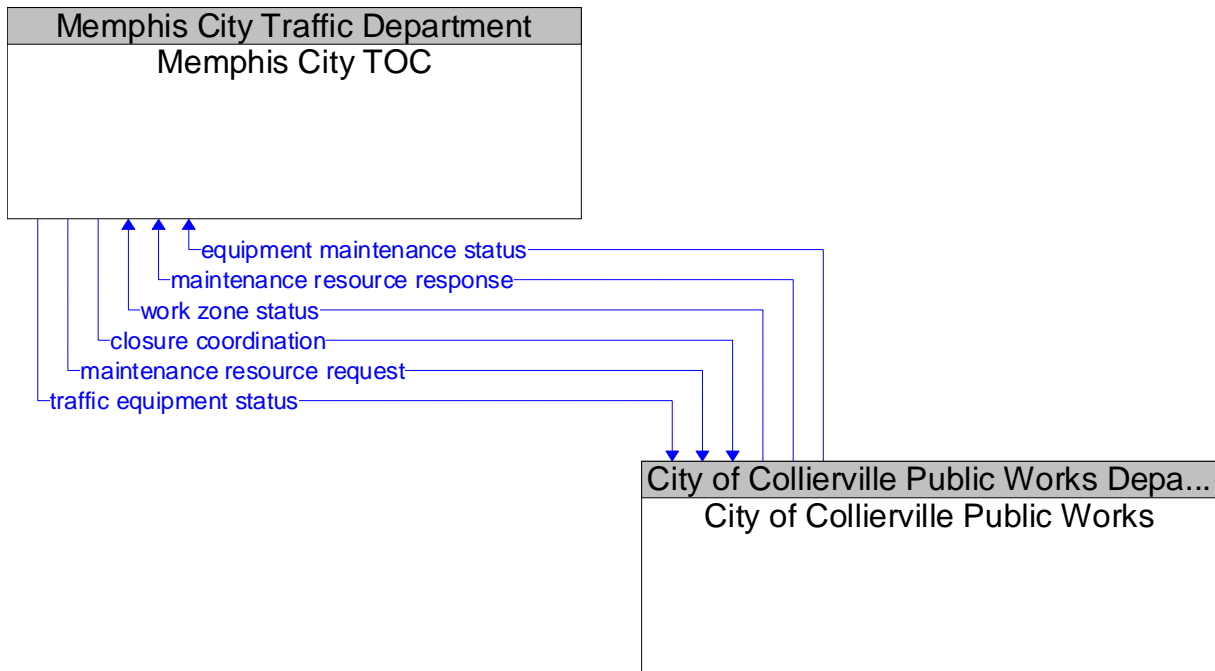 Memphis City Traffic Department
Memphis City TOC
equipment maintenance status
maintenance resource response
work zone status
closure coordination
maintenance resource request
traffic equipment status
City of Collierville Public Works Depa...
City of Collierville Public Works